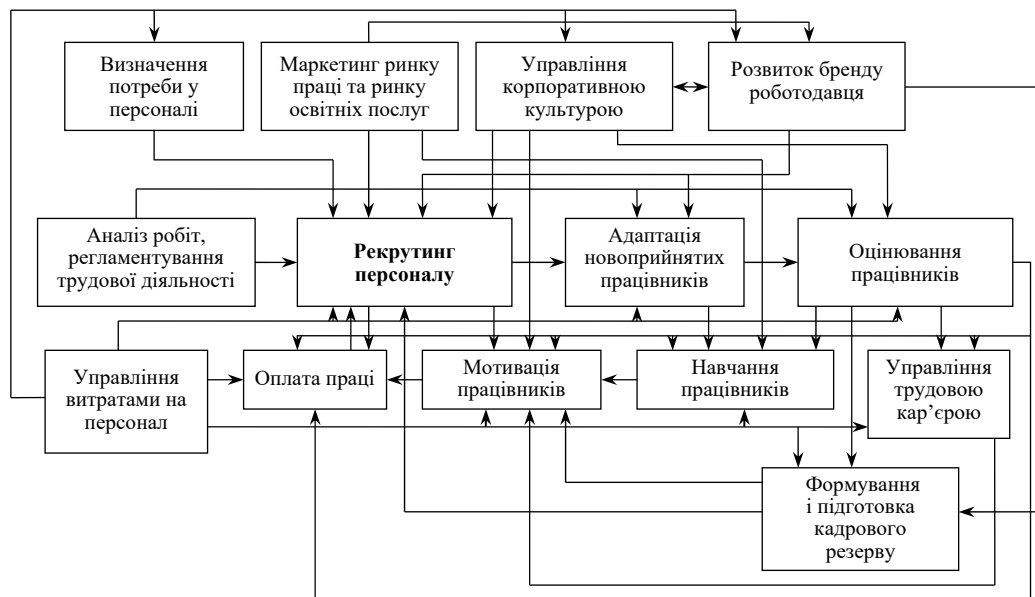 Визначення
потреби у
персоналі
Маркетинг ринку
праці та ринку
освітніх послуг
Управління
корпоративною
культурою
Розвиток бренду
роботодавця
Аналіз робіт,
регламентування
трудової діяльності
Рекрутинг
персоналу
Адаптація
новоприйнятих
працівників
Оцінювання
працівників
Управління
витратами на
персонал
Оплата праці
Мотивація
працівників
Навчання
працівників
Управління
трудовою
кар’єрою
Формування
і підготовка
кадрового
резерву